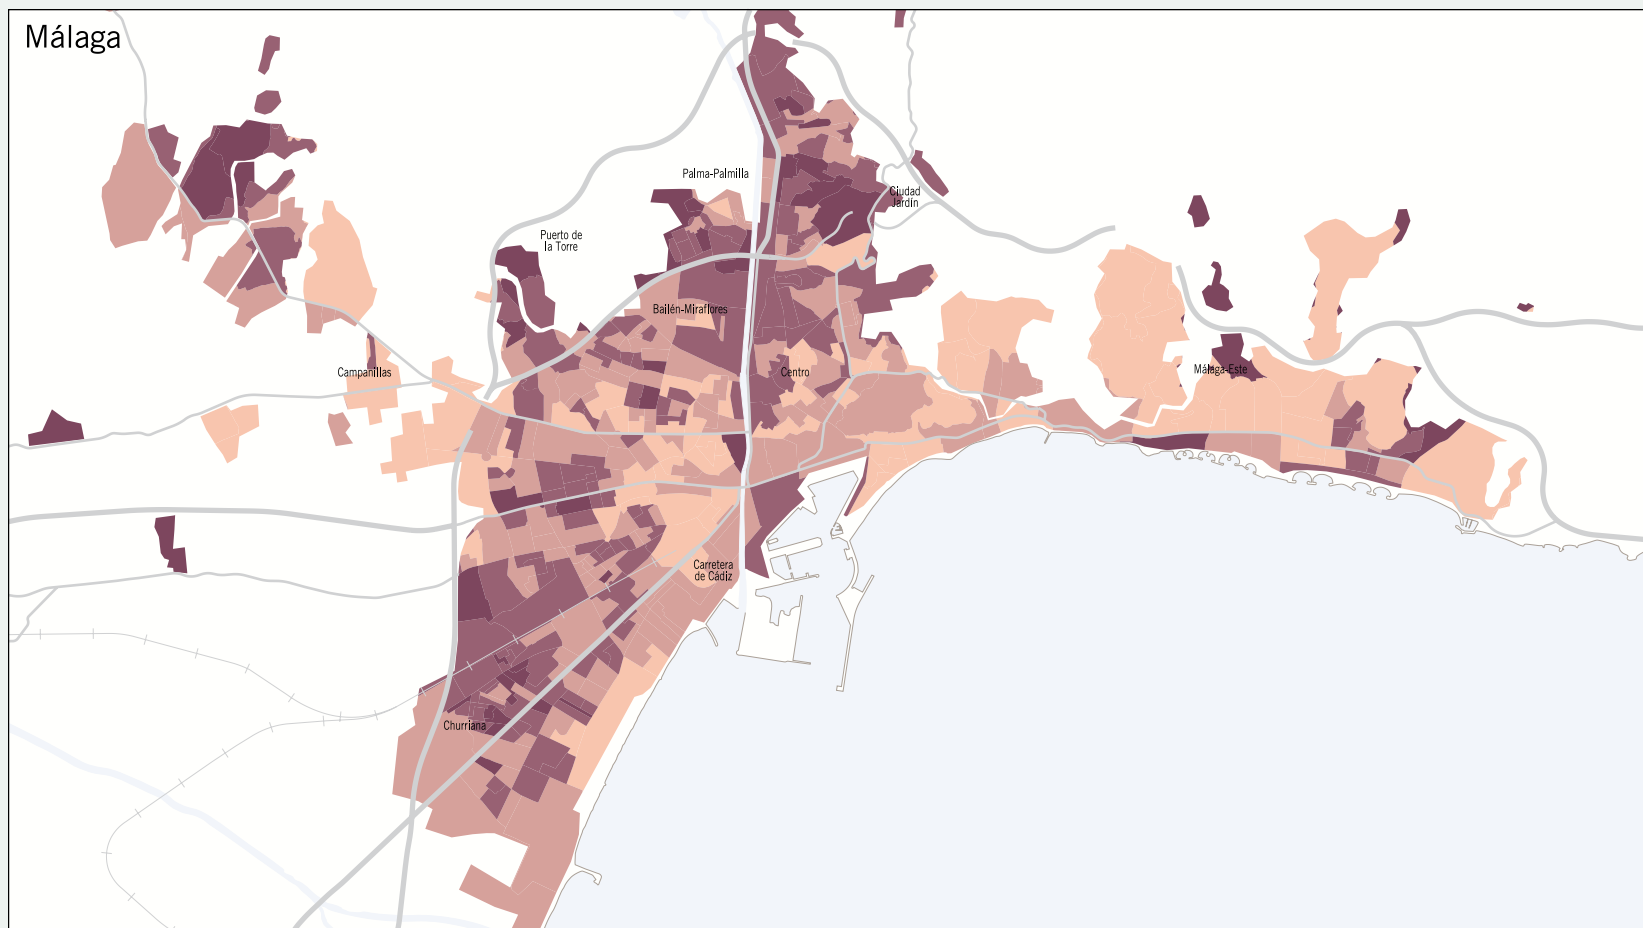 Málaga
Palma-Palmilla
Ciudad
Jardín
Puerto de
la Torre
Bailén-Miraflores
Campanillas
Centro
Málaga-Este
Carretera
de Cádiz
Churriana